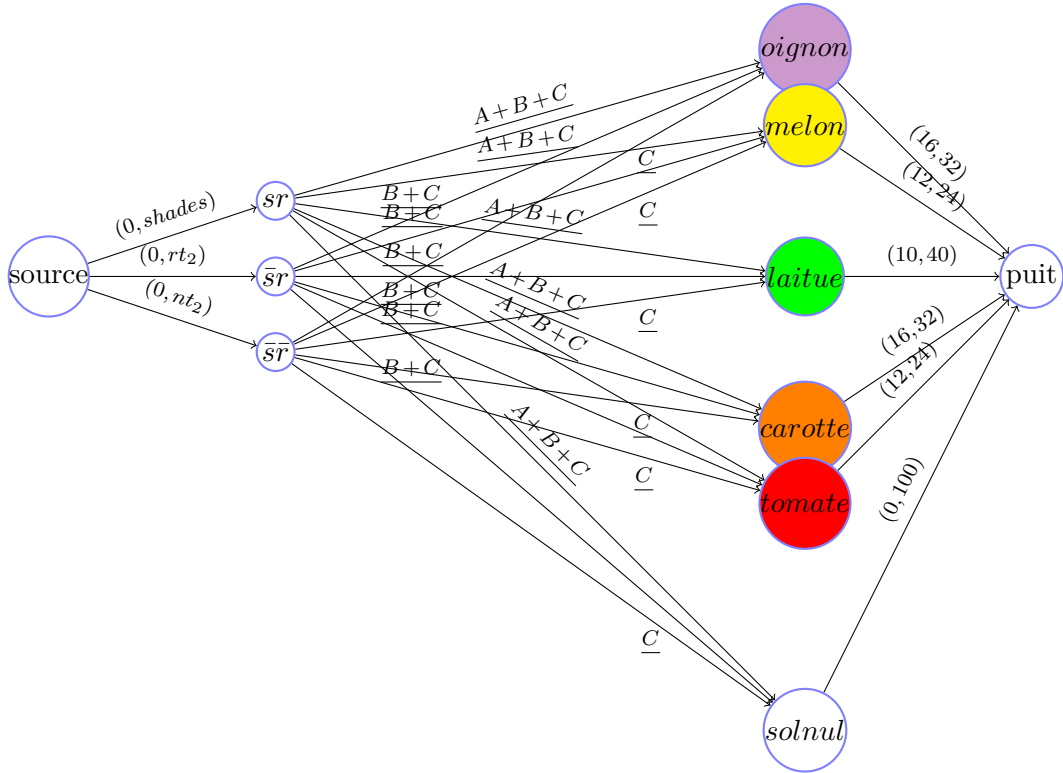 oignon
A+B+C
melon
A+B+C
(16,32)
C
(12,24)
sr
B+C
B+C
A+B+C
C
(0,shades)
source
(0,rt₂)
s̄r
B+C
laitue
(10,40)
puit
(0,nt₂)
A+B+C
B+C
B+C
A+B+C
C
(16,32)
s̄r̄
B+C
(12,24)
A+B+C
C
carotte
C
tomate
(0,100)
C
solnul